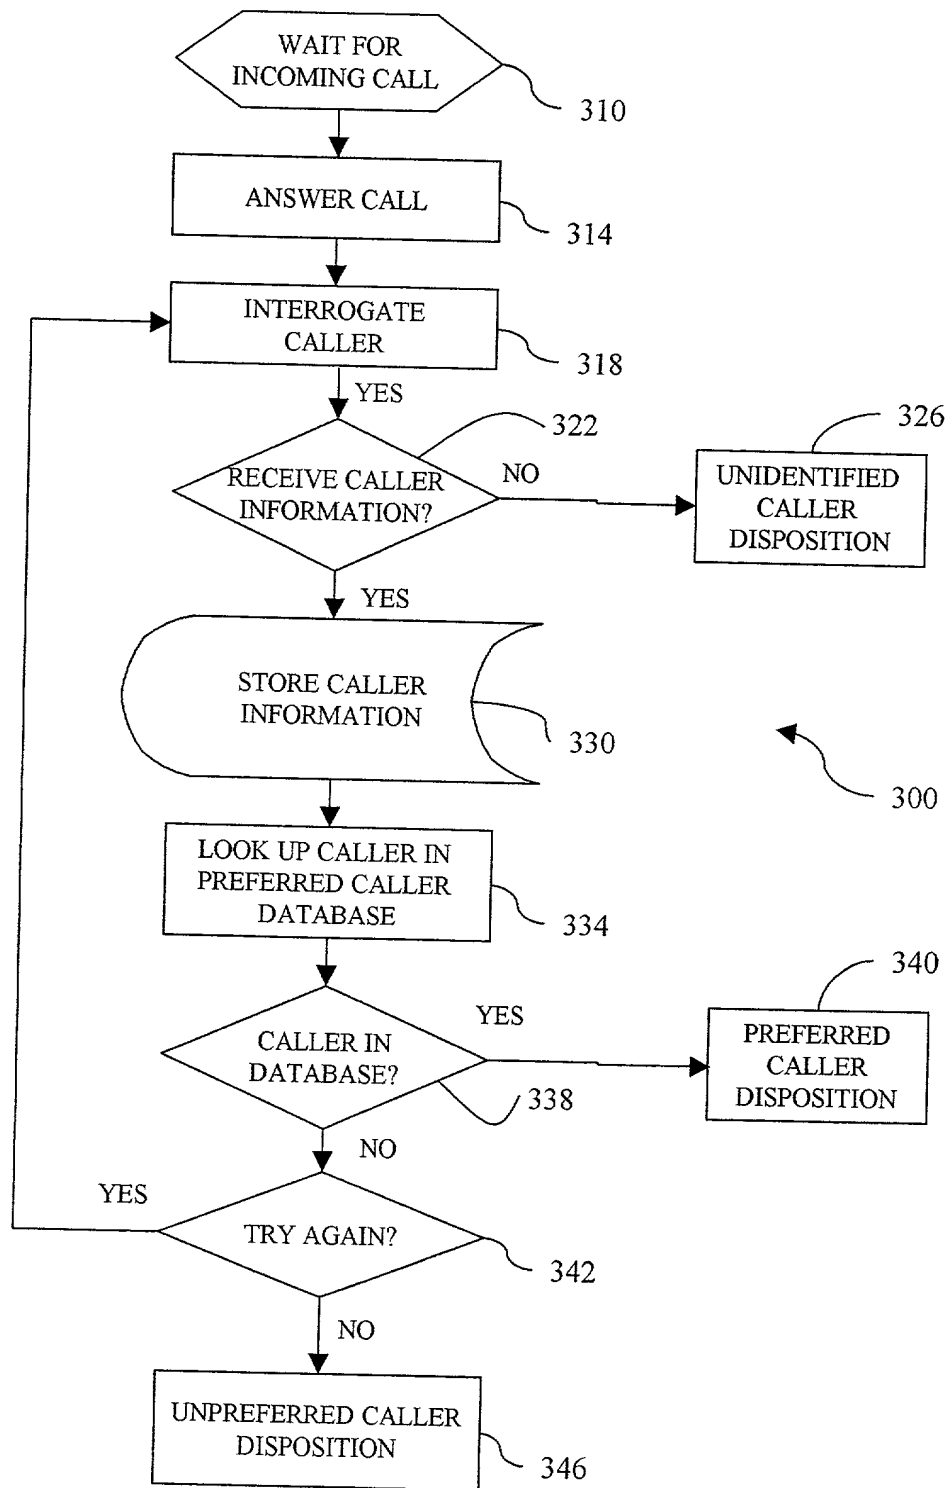 WAIT FOR
INCOMING CALL
310
ANSWER CALL
314
INTERROGATE
CALLER
318
YES
322
RECEIVE CALLER
INFORMATION?
NO
326
UNIDENTIFIED
CALLER
DISPOSITION
YES
STORE CALLER
INFORMATION
330
300
LOOK UP CALLER IN
PREFERRED CALLER
DATABASE
334
CALLER IN
DATABASE?
338
YES
340
PREFERRED
CALLER
DISPOSITION
NO
YES
TRY AGAIN?
342
NO
UNPREFERRED CALLER
DISPOSITION
346